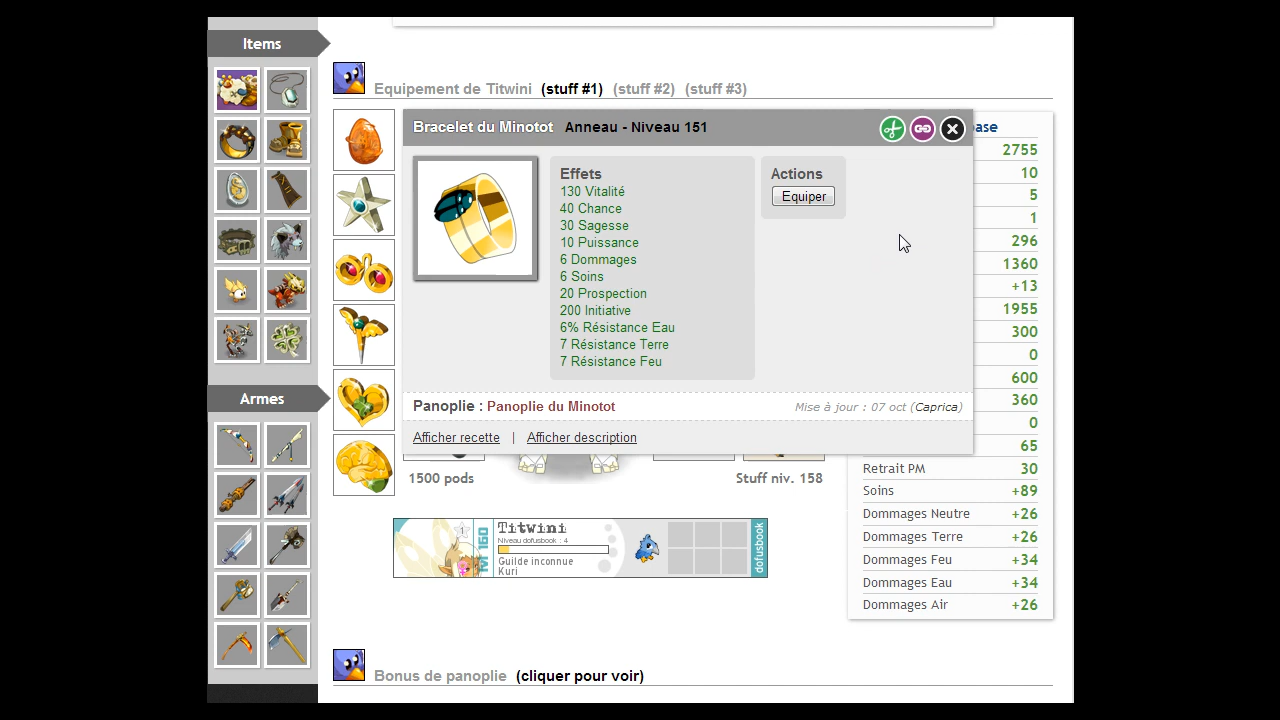 Items
Equipement de Titwini (stuff #1) (stuff #2) (stuff #3)
Bracelet du Minotot Anneau - Niveau 151
Effets
130 Vitalité
40 Chance
30 Sagesse
10 Puissance
6 Dommages
6 Soins
20 Prospection
200 Initiative
6% Résistance Eau
7 Résistance Terre
7 Résistance Feu
Actions
Equiper
Panoplie : Panoplie du Minotot
Mise à jour : 07 oct (Caprica)
Afficher recette | Afficher description
2755
10
5
1
296
1360
+13
1955
300
0
600
360
0
65
Retrait PM 30
Soins +89
Dommages Neutre +26
Dommages Terre +26
Dommages Feu +34
Dommages Eau +34
Dommages Air +26
Armes
1500 pods
Stuff niv. 158
1
lvl 160
Titwini
Niveau dofusbook : 4
Guilde inconnue
Kuri
dofusbook
Bonus de panoplie (cliquer pour voir)